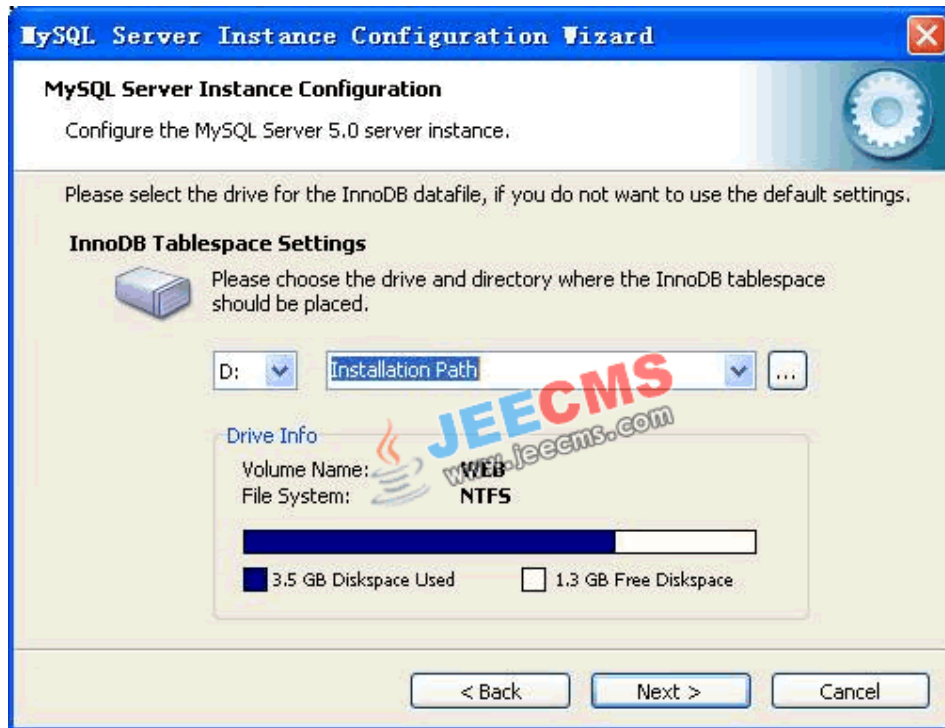 MySQL Server Instance Configuration Wizard
MySQL Server Instance Configuration
Configure the MySQL Server 5.0 server instance.
Please select the drive for the InnoDB datafile, if you do not want to use the default settings.
InnoDB Tablespace Settings
Please choose the drive and directory where the InnoDB tablespace
should be placed.
D: Installation Path ...
JEECMS
www.jeecms.com
Drive Info
Volume Name: WEB
File System: NTFS
3.5 GB Diskspace Used 1.3 GB Free Diskspace
< Back Next > Cancel